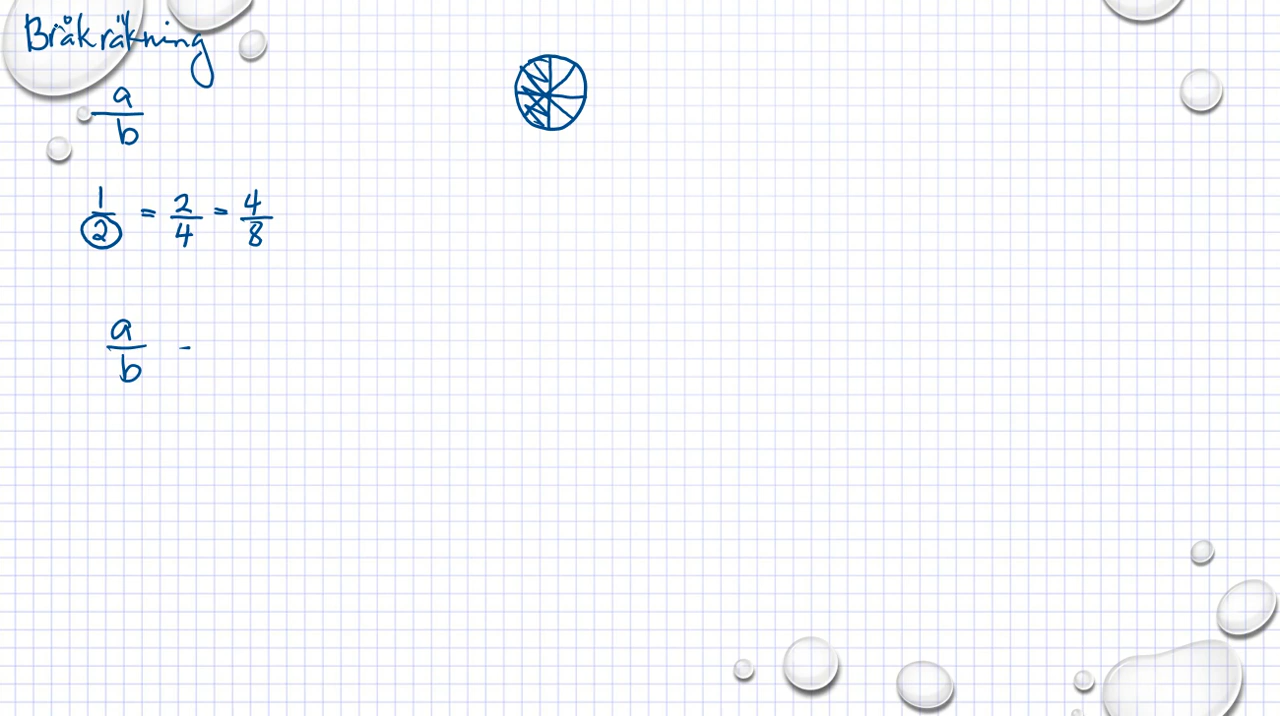 Bråkräkning
a/b
1/2 = 2/4 = 4/8
a/b -